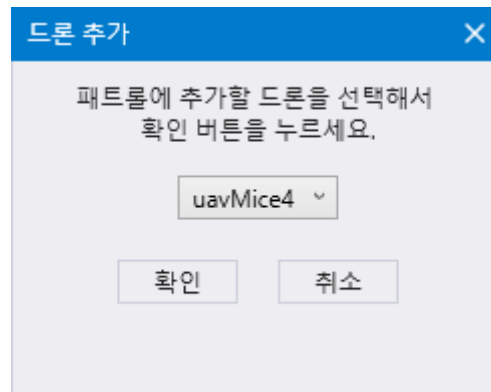 드론 추가
패트롤에 추가할 드론을 선택해서
확인 버튼을 누르세요.
uavMice4
확인
취소